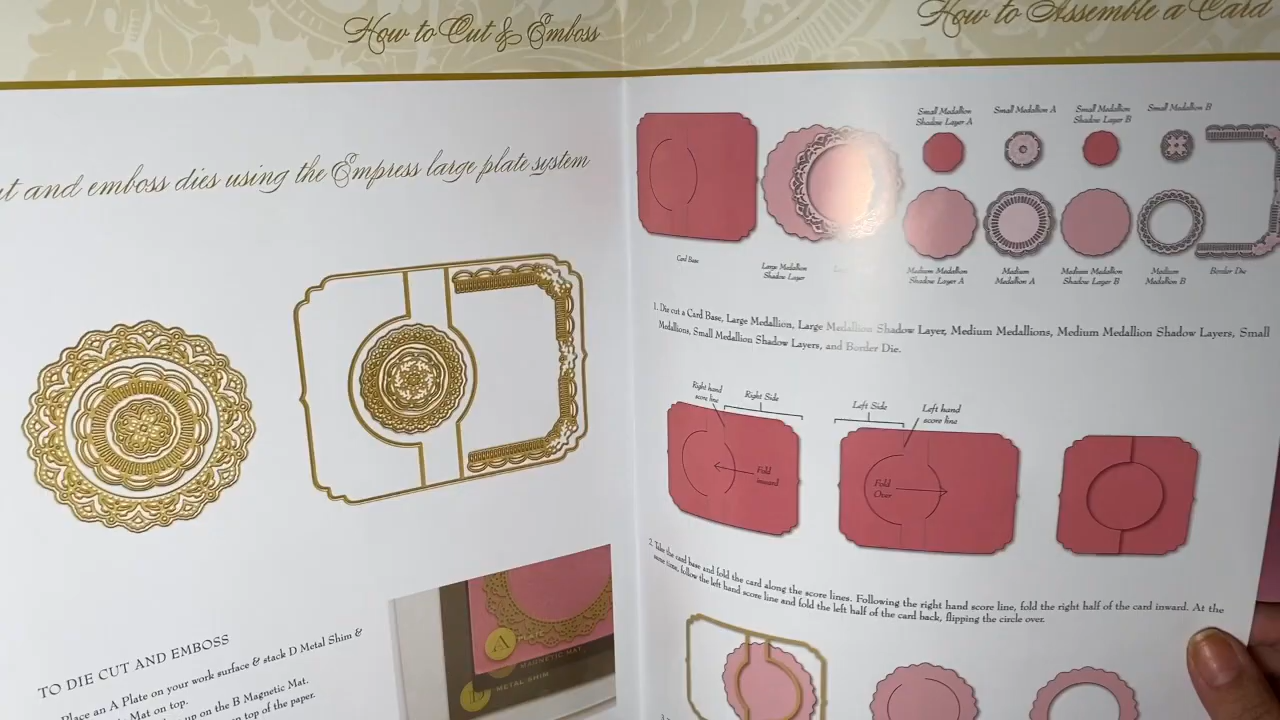 How to Cut & Emboss
ut and emboss dies using the Empress large plate system
TO DIE CUT AND EMBOSS
Place an A Plate on your work surface & stack D Metal Shim &
Mat on top.
up on the B Magnetic Mat.
on top of the paper.
A
PLATE
MAGNETIC MAT
D
METAL SHIM
How to Assemble a Card
Small Medallion
Shadow Layer A
Small Medallion A
Small Medallion
Shadow Layer B
Small Medallion B
Card Base
Large Medallion
Shadow Layer
Medium Medallion
Shadow Layer A
Medium
Medallion A
Medium Medallion
Shadow Layer B
Medium
Medallion B
Border Die
1. Die cut a Card Base, Large Medallion, Large Medallion Shadow Layer, Medium Medallions, Medium Medallion Shadow Layers, Small
Medallions, Small Medallion Shadow Layers, and Border Die.
Right hand
score line
Right Side
Fold
inward
Left Side
Left hand
score line
Fold
Over
2. Take the card base and fold the card along the score lines. Following the right hand score line, fold the right half of the card inward. At the
same time, follow the left hand score line and fold the left half of the card back, flipping the circle over.